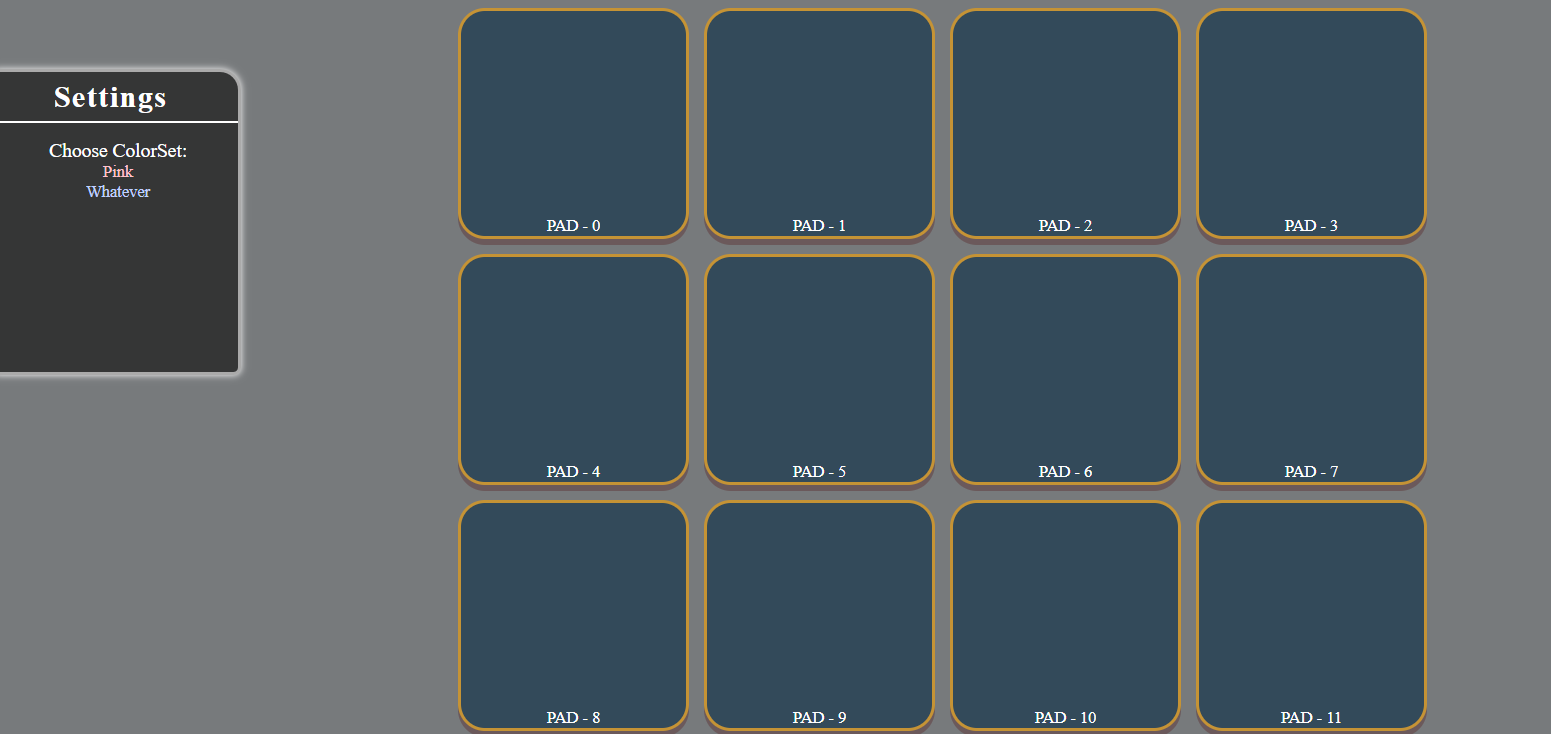 Settings
Choose ColorSet:
Pink
Whatever
PAD - 0
PAD - 1
PAD - 2
PAD - 3
PAD - 4
PAD - 5
PAD - 6
PAD - 7
PAD - 8
PAD - 9
PAD - 10
PAD - 11